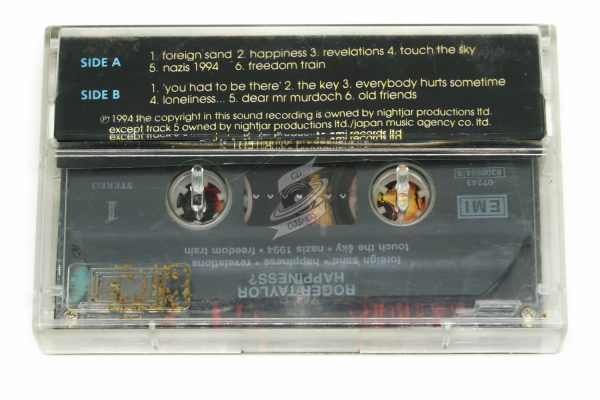 SIDE A
1. foreign sand 2. happiness 3. revelations 4. touch the sky
5. nazis 1994 6. freedom train
SIDE B
1. 'you had to be there' 2. the key 3. everybody hurts sometime
4. loneliness... 5. dear mr murdoch 6. old friends
℗ 1994 the copyright in this sound recording is owned by nightjar productions ltd.
except track 5 owned by nightjar productions ltd./japan music agency co. ltd.
CD
COSMOS
1
STEREO
EMI
07243
ROGER TAYLOR
HAPPINESS?
foreign sand * happiness * revelations *
touch the sky * nazis 1994 * freedom train